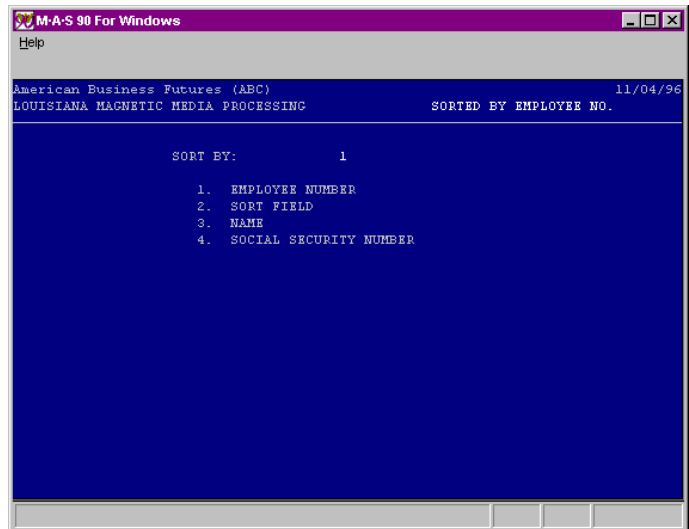 M·A·S 90 For Windows
Help
American Business Futures (ABC) 11/04/96
LOUISIANA MAGNETIC MEDIA PROCESSING SORTED BY EMPLOYEE NO.
SORT BY: 1
1. EMPLOYEE NUMBER
2. SORT FIELD
3. NAME
4. SOCIAL SECURITY NUMBER